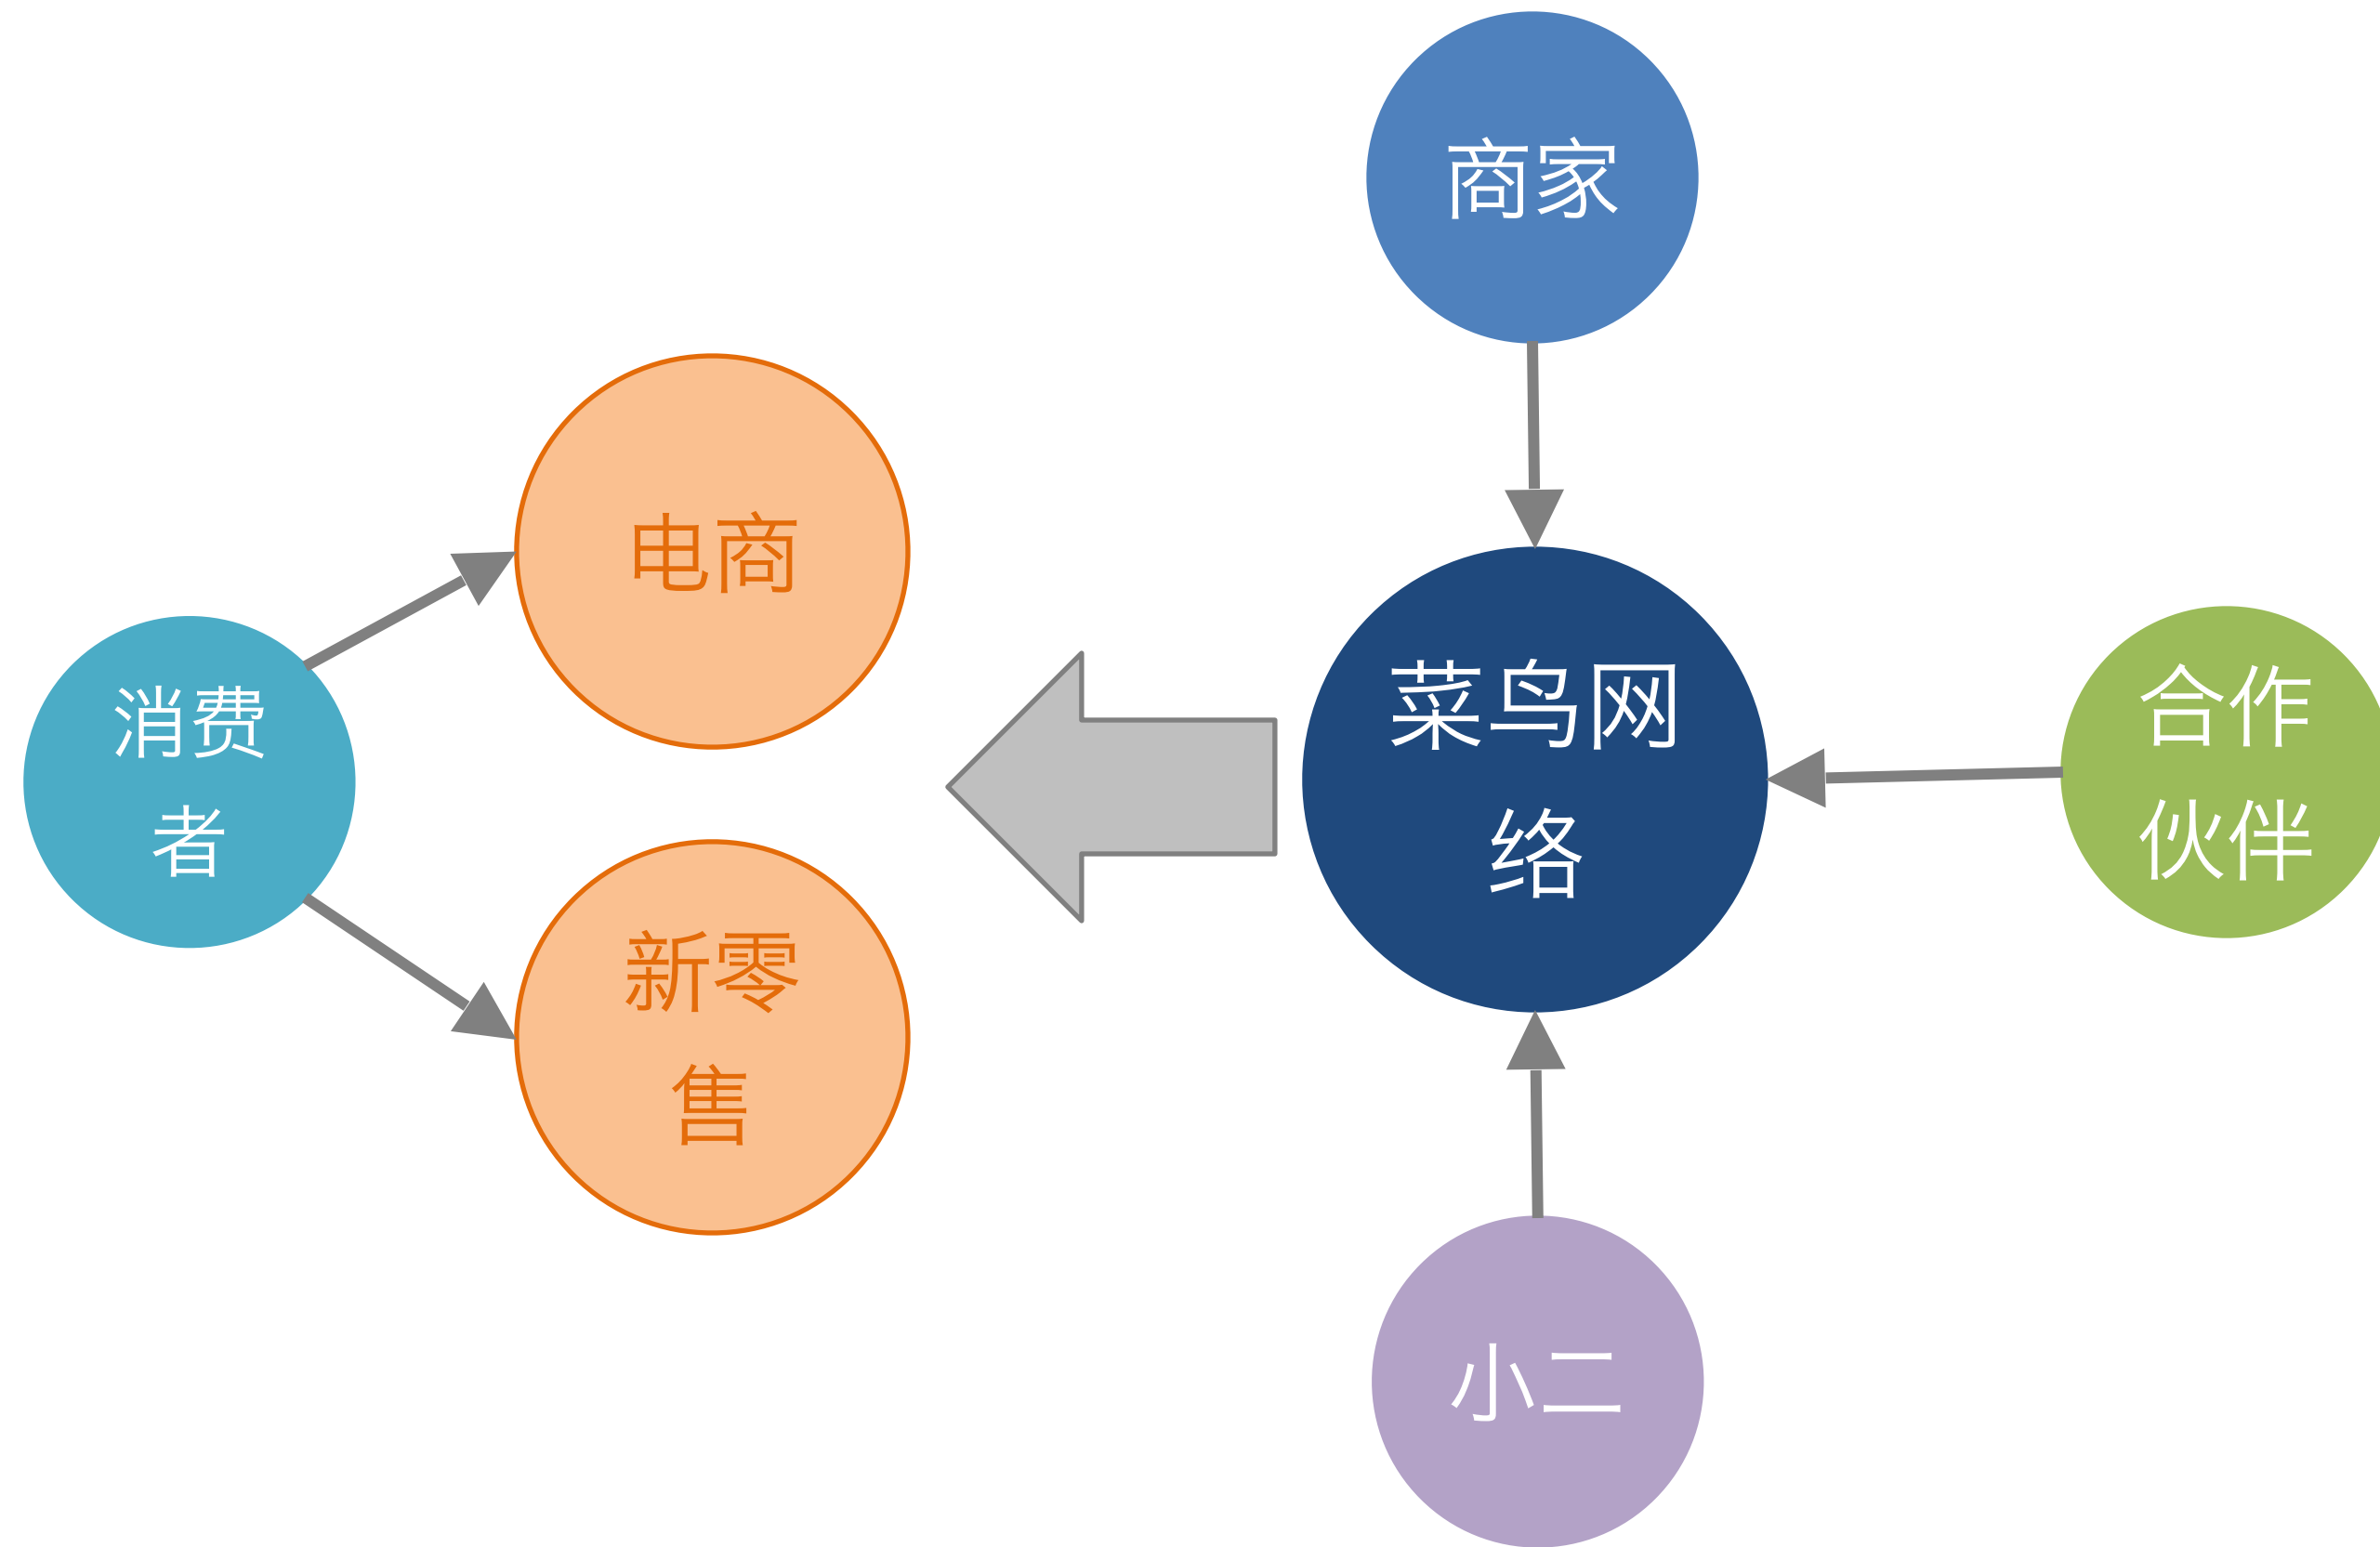 商家
电商
消费
者
菜鸟网
络
合作
伙伴
新零
售
小二